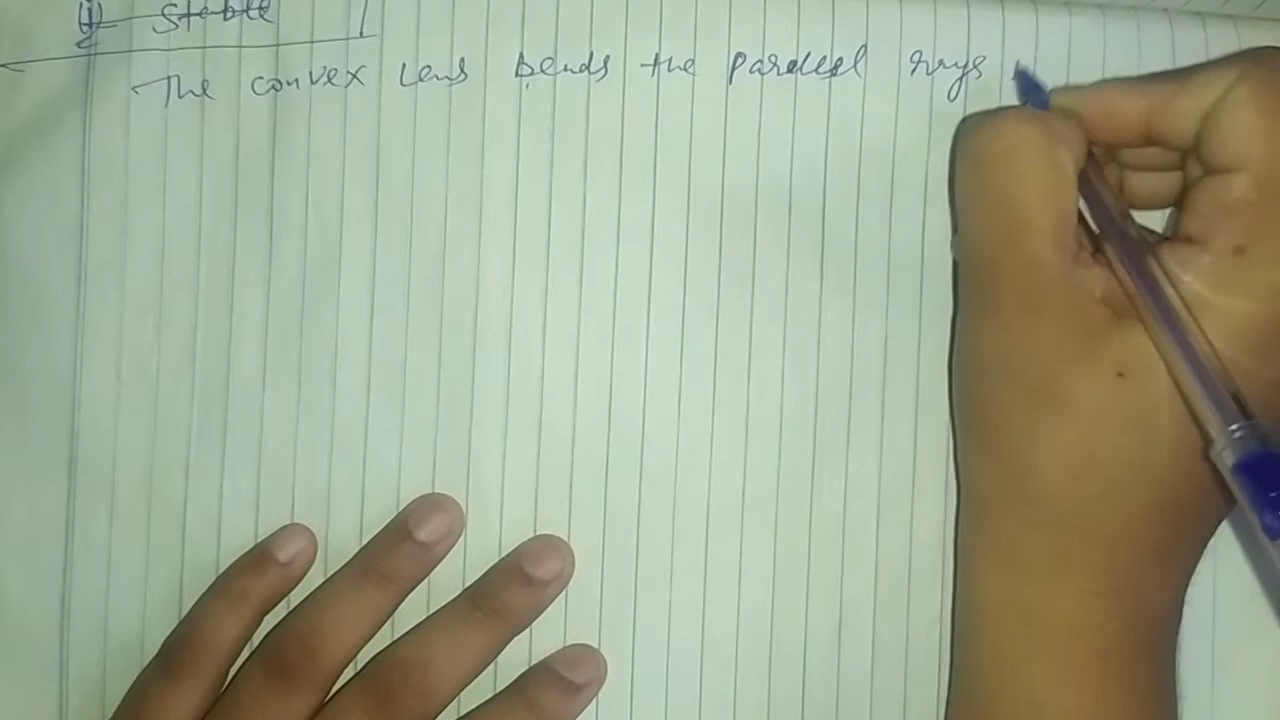 (i) Stable
The convex lens bends the parallel rays